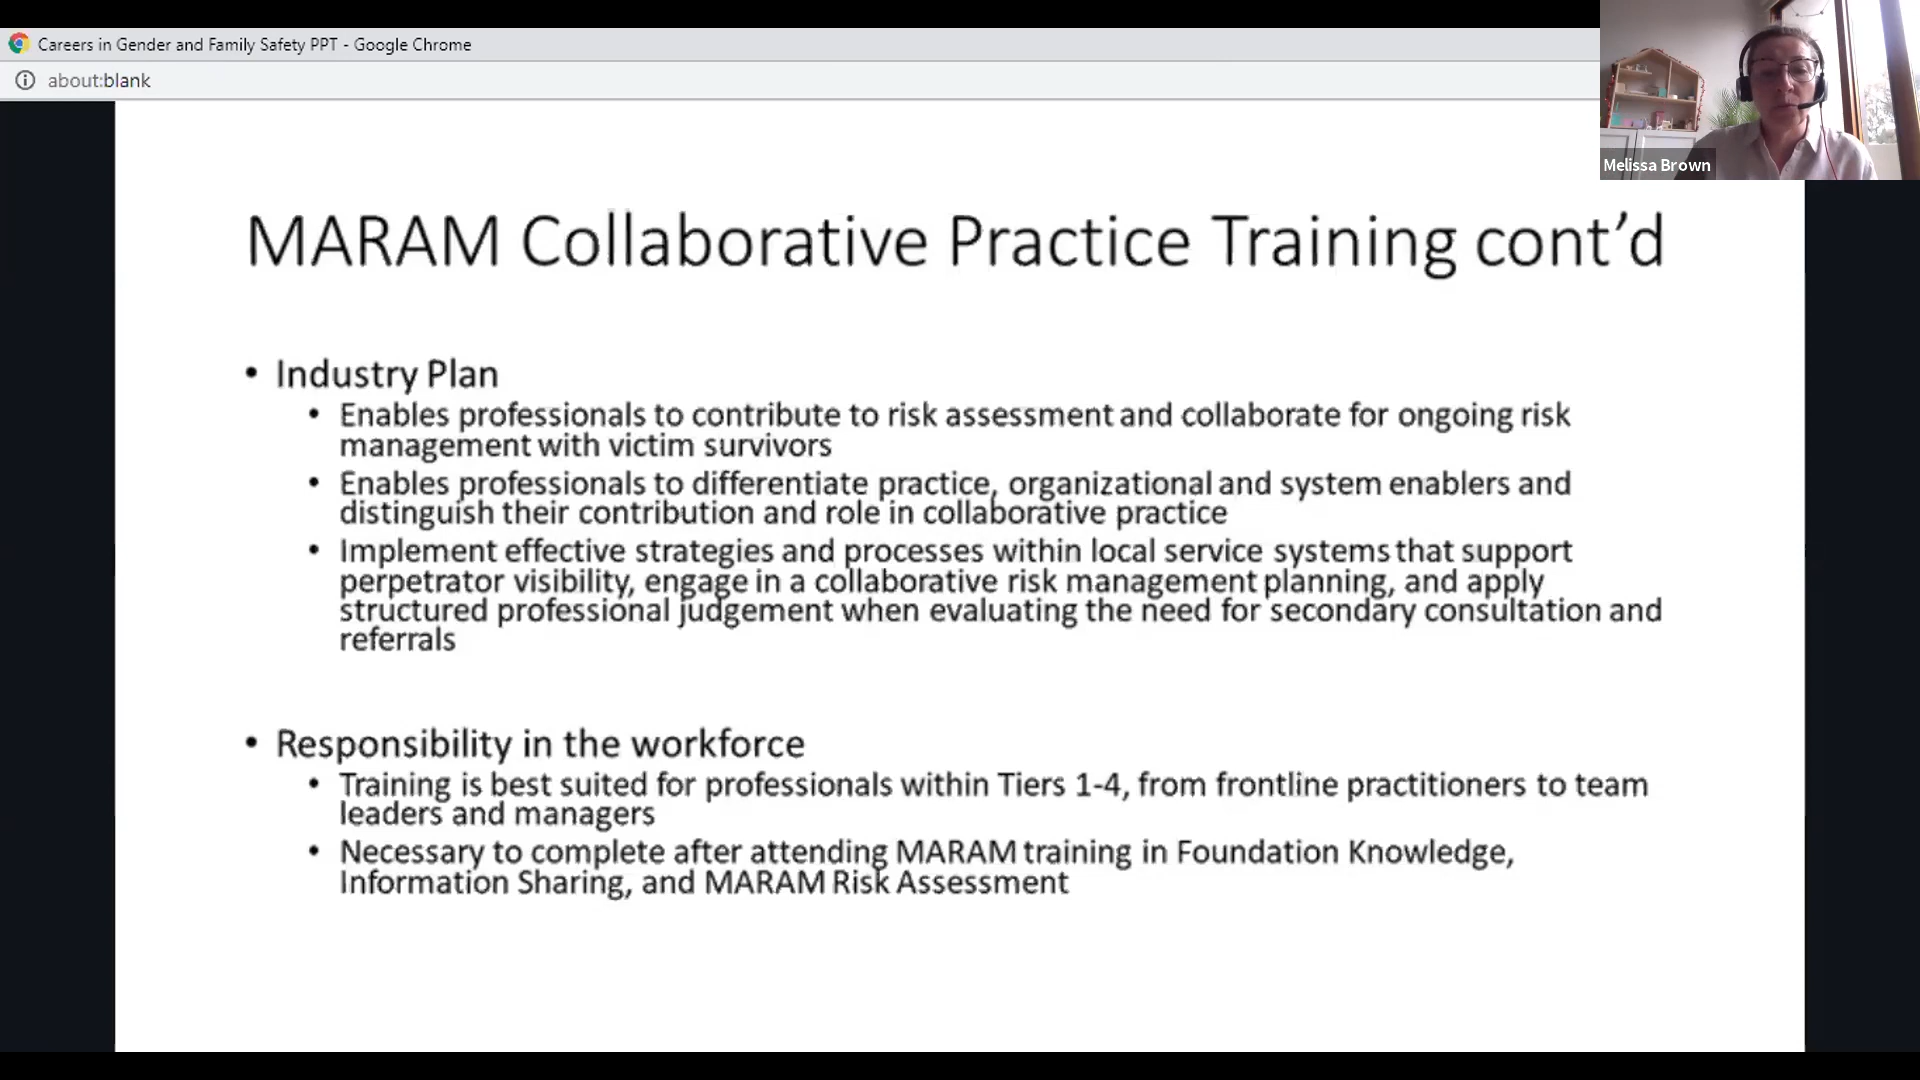 Careers in Gender and Family Safety PPT - Google Chrome
about:blank
Melissa Brown
MARAM Collaborative Practice Training cont’d
• Industry Plan
• Enables professionals to contribute to risk assessment and collaborate for ongoing risk
management with victim survivors
• Enables professionals to differentiate practice, organizational and system enablers and
distinguish their contribution and role in collaborative practice
• Implement effective strategies and processes within local service systems that support
perpetrator visibility, engage in a collaborative risk management planning, and apply
structured professional judgement when evaluating the need for secondary consultation and
referrals
• Responsibility in the workforce
• Training is best suited for professionals within Tiers 1-4, from frontline practitioners to team
leaders and managers
• Necessary to complete after attending MARAM training in Foundation Knowledge,
Information Sharing, and MARAM Risk Assessment